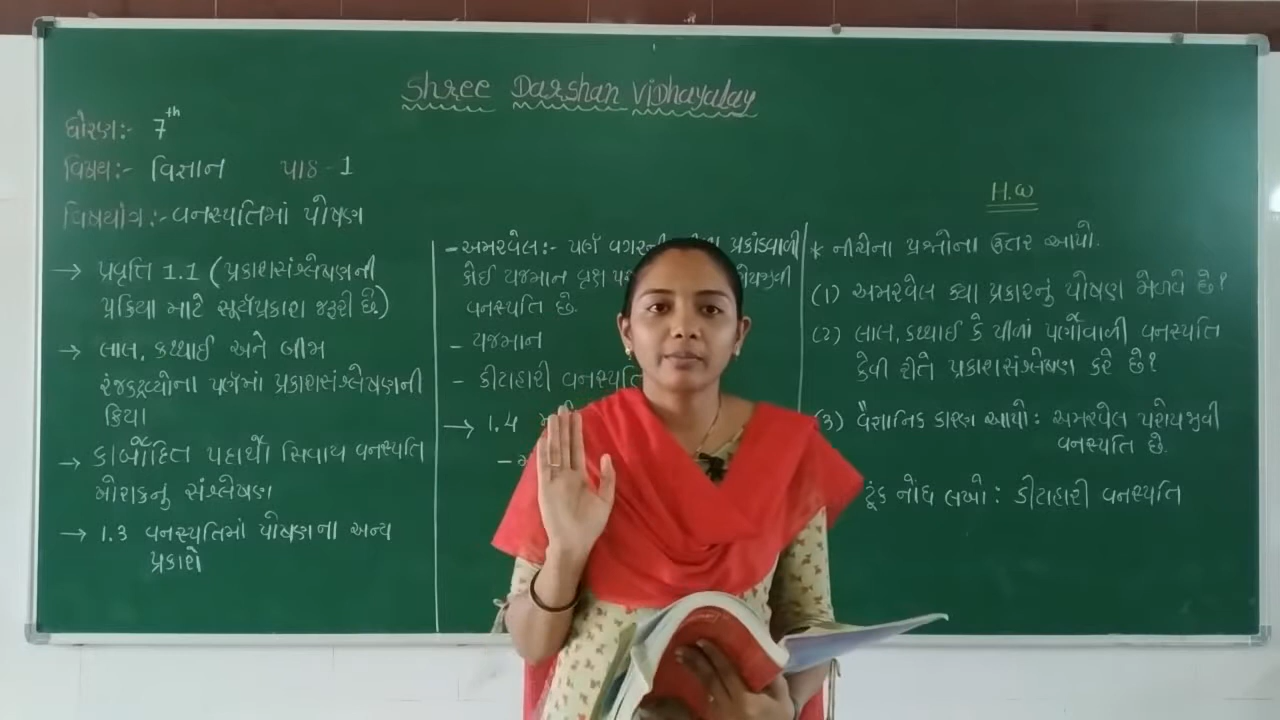 Shree Darshan Vidhayalay
ધોરણ:- 7th
વિષય:- વિજ્ઞાન પાઠ - 1
વિષયાંગ:- વનસ્પતિમાં પોષણ
→ પ્રવૃત્તિ 1.1 (પ્રકાશસંશ્લેષણની
પ્રક્રિયા માટે સૂર્યપ્રકાશ જરૂરી છે)
→ લાલ, કથ્થાઈ અને બીમ
રંજકદ્રવ્યોના પર્ણમાં પ્રકાશસંશ્લેષણની
ક્રિયા
→ કાર્બોદિત પદાર્થો સિવાય વનસ્પતિ
ખોરાકનુ સંશ્લેષણ
→ 1.3 વનસ્પતિમાં પોષણના અન્ય
પ્રકારો
- અમરવેલ:- પર્ણ વગરની પ્રકાંડવાળી
કોઈ યજમાન વૃક્ષ
વનસ્પતિ છે.
- યજમાન
- કીટાહારી વનસ્પતિ
→ 1.4
H.W
* નીચેના પ્રશ્નોના ઉતર આપો.
(1) અમરવેલ ક્યા પ્રકારનું પોષણ મેળવે છે?
(2) લાલ, કથ્થાઈ કે પીળાં પર્ણોવાળી વનસ્પતિ
કેવી રીતે પ્રકાશસંશ્લેષણ કરે છે?
(3) વૈજ્ઞાનિક કારણ આપો: અમરવેલ પરોપજીવી
વનસ્પતિ છે.
ટૂંક નોંધ લખો: કીટાહારી વનસ્પતિ